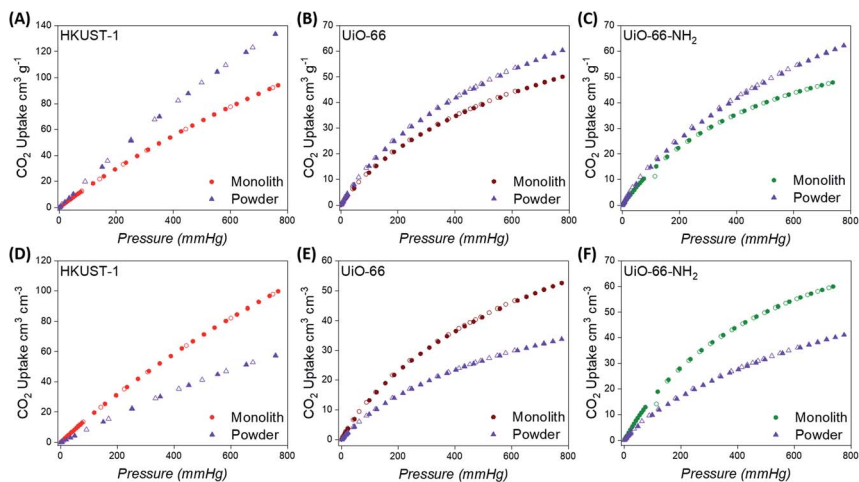 (A)
HKUST-1
CO₂ Uptake cm³ g⁻¹
140
120
100
80
60
40
20
0
0 200 400 600 800
Pressure (mmHg)
Monolith
Powder
(B)
UiO-66
CO₂ Uptake cm³ g⁻¹
70
60
50
40
30
20
10
0
0 200 400 600 800
Pressure (mmHg)
Monolith
Powder
(C)
UiO-66-NH₂
CO₂ Uptake cm³ g⁻¹
70
60
50
40
30
20
10
0
0 200 400 600 800
Pressure (mmHg)
Monolith
Powder
(D)
HKUST-1
CO₂ Uptake cm³ cm⁻³
120
100
80
60
40
20
0
0 200 400 600 800
Pressure (mmHg)
Monolith
Powder
(E)
UiO-66
CO₂ Uptake cm³ cm⁻³
60
50
40
30
20
10
0
0 200 400 600 800
Pressure (mmHg)
Monolith
Powder
(F)
UiO-66-NH₂
CO₂ Uptake cm³ cm⁻³
70
60
50
40
30
20
10
0
0 200 400 600 800
Pressure (mmHg)
Monolith
Powder